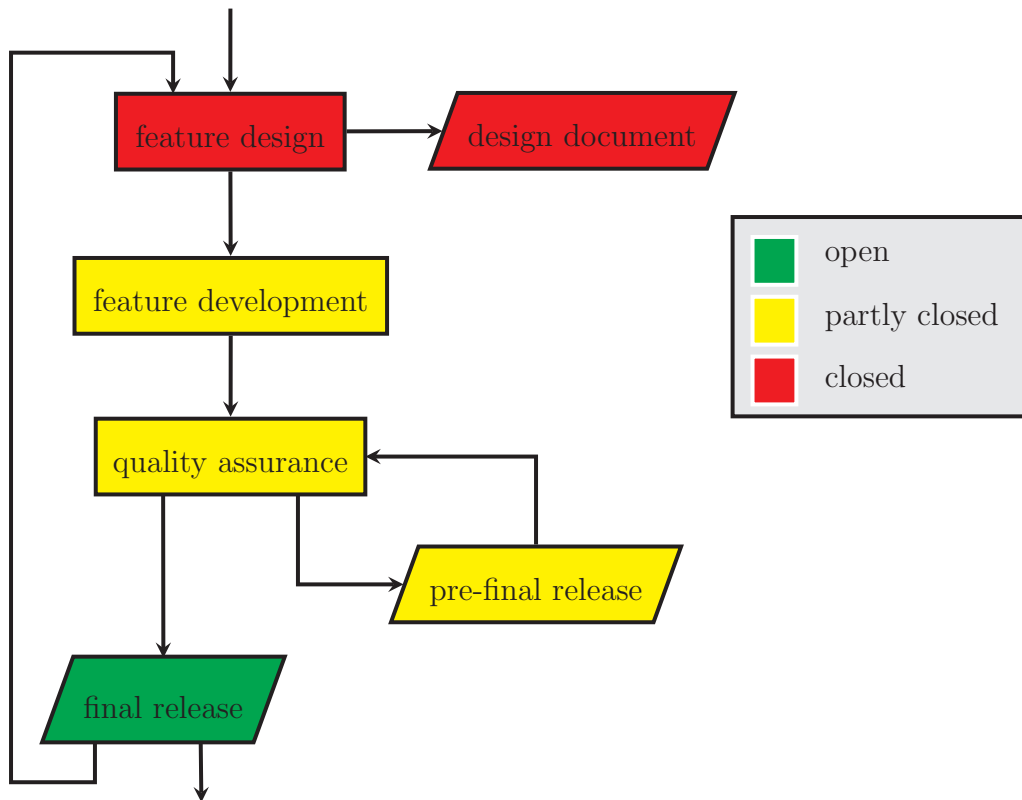 feature design
design document
feature development
open
partly closed
closed
quality assurance
pre-final release
final release